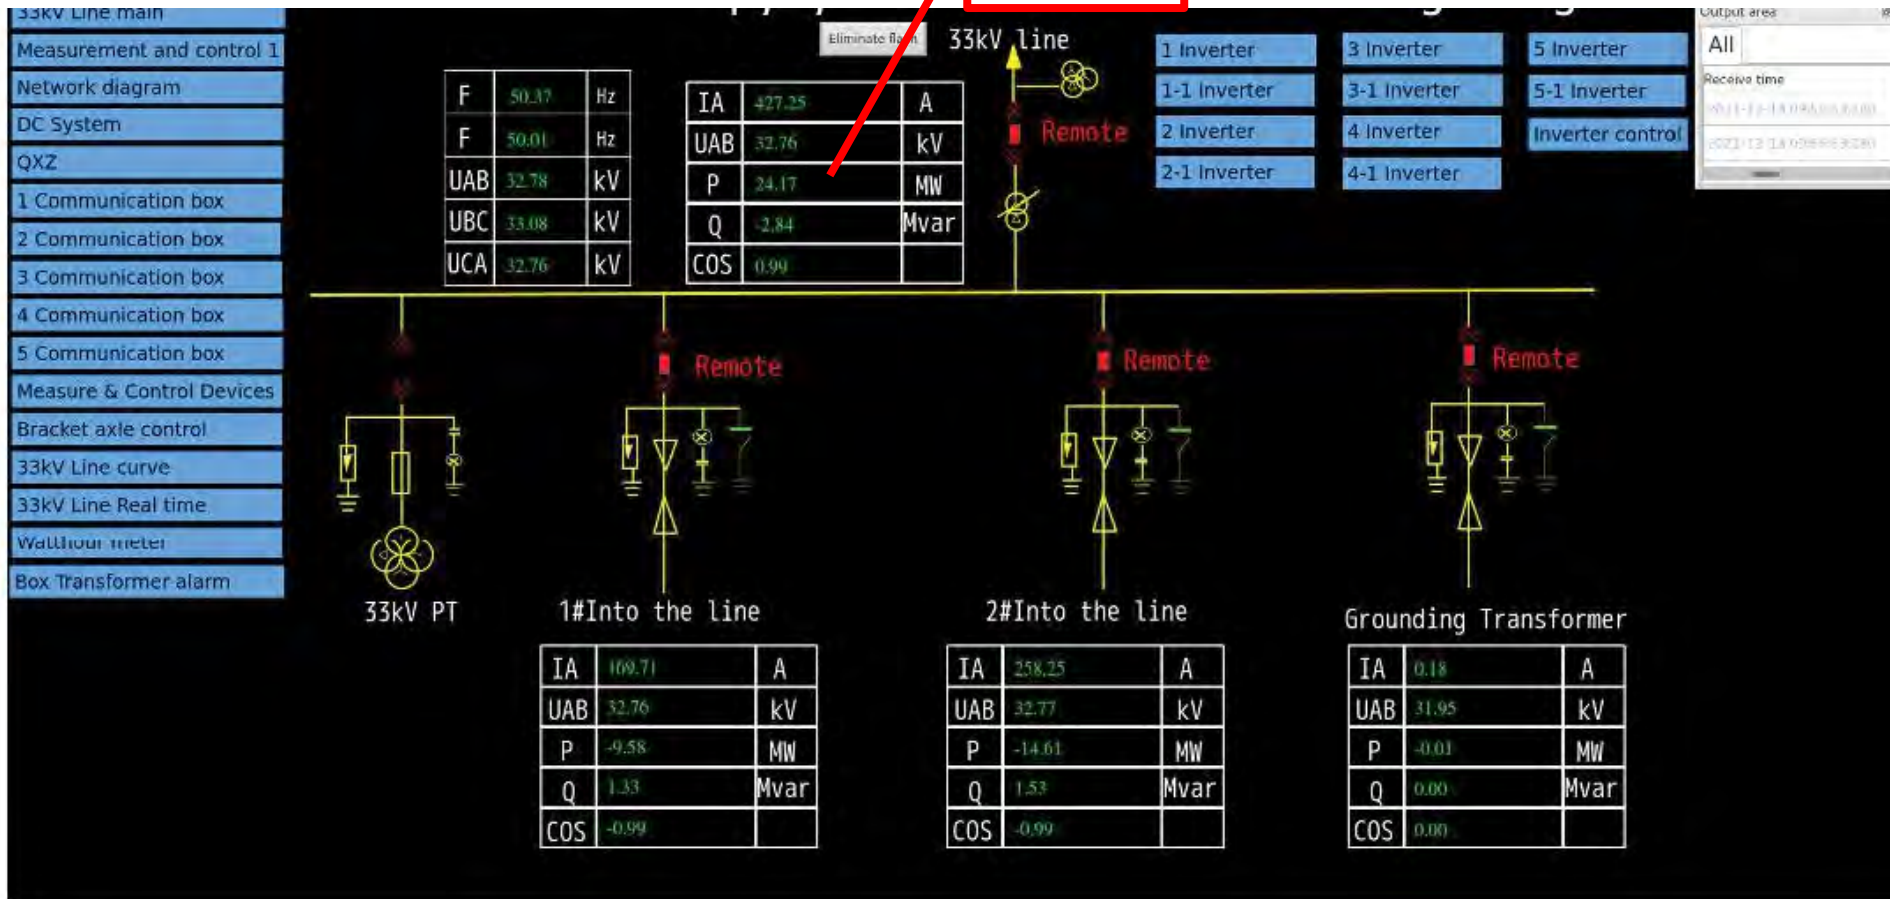 33kV Line main
Measurement and control 1
Network diagram
DC System
QXZ
1 Communication box
2 Communication box
3 Communication box
4 Communication box
5 Communication box
Measure & Control Devices
Bracket axle control
33kV Line curve
33kV Line Real time
Watthour meter
Box Transformer alarm
Eliminate flash
33kV line
F 50.37 Hz
F 50.01 Hz
UAB 32.78 kV
UBC 33.08 kV
UCA 32.76 kV
IA 427.25 A
UAB 32.76 kV
P 24.17 MW
Q -2.84 Mvar
COS 0.99
Remote
1 Inverter
3 Inverter
5 Inverter
1-1 Inverter
3-1 Inverter
5-1 Inverter
2 Inverter
4 Inverter
Inverter control
2-1 Inverter
4-1 Inverter
Output area
All
Receive time
Remote
Remote
Remote
33kV PT
1#Into the line
IA 169.71 A
UAB 32.76 kV
P -9.58 MW
Q 1.33 Mvar
COS -0.99
2#Into the line
IA 258.25 A
UAB 32.77 kV
P -14.61 MW
Q 1.53 Mvar
COS -0.99
Grounding Transformer
IA 0.18 A
UAB 31.95 kV
P -0.01 MW
Q 0.00 Mvar
COS 0.00